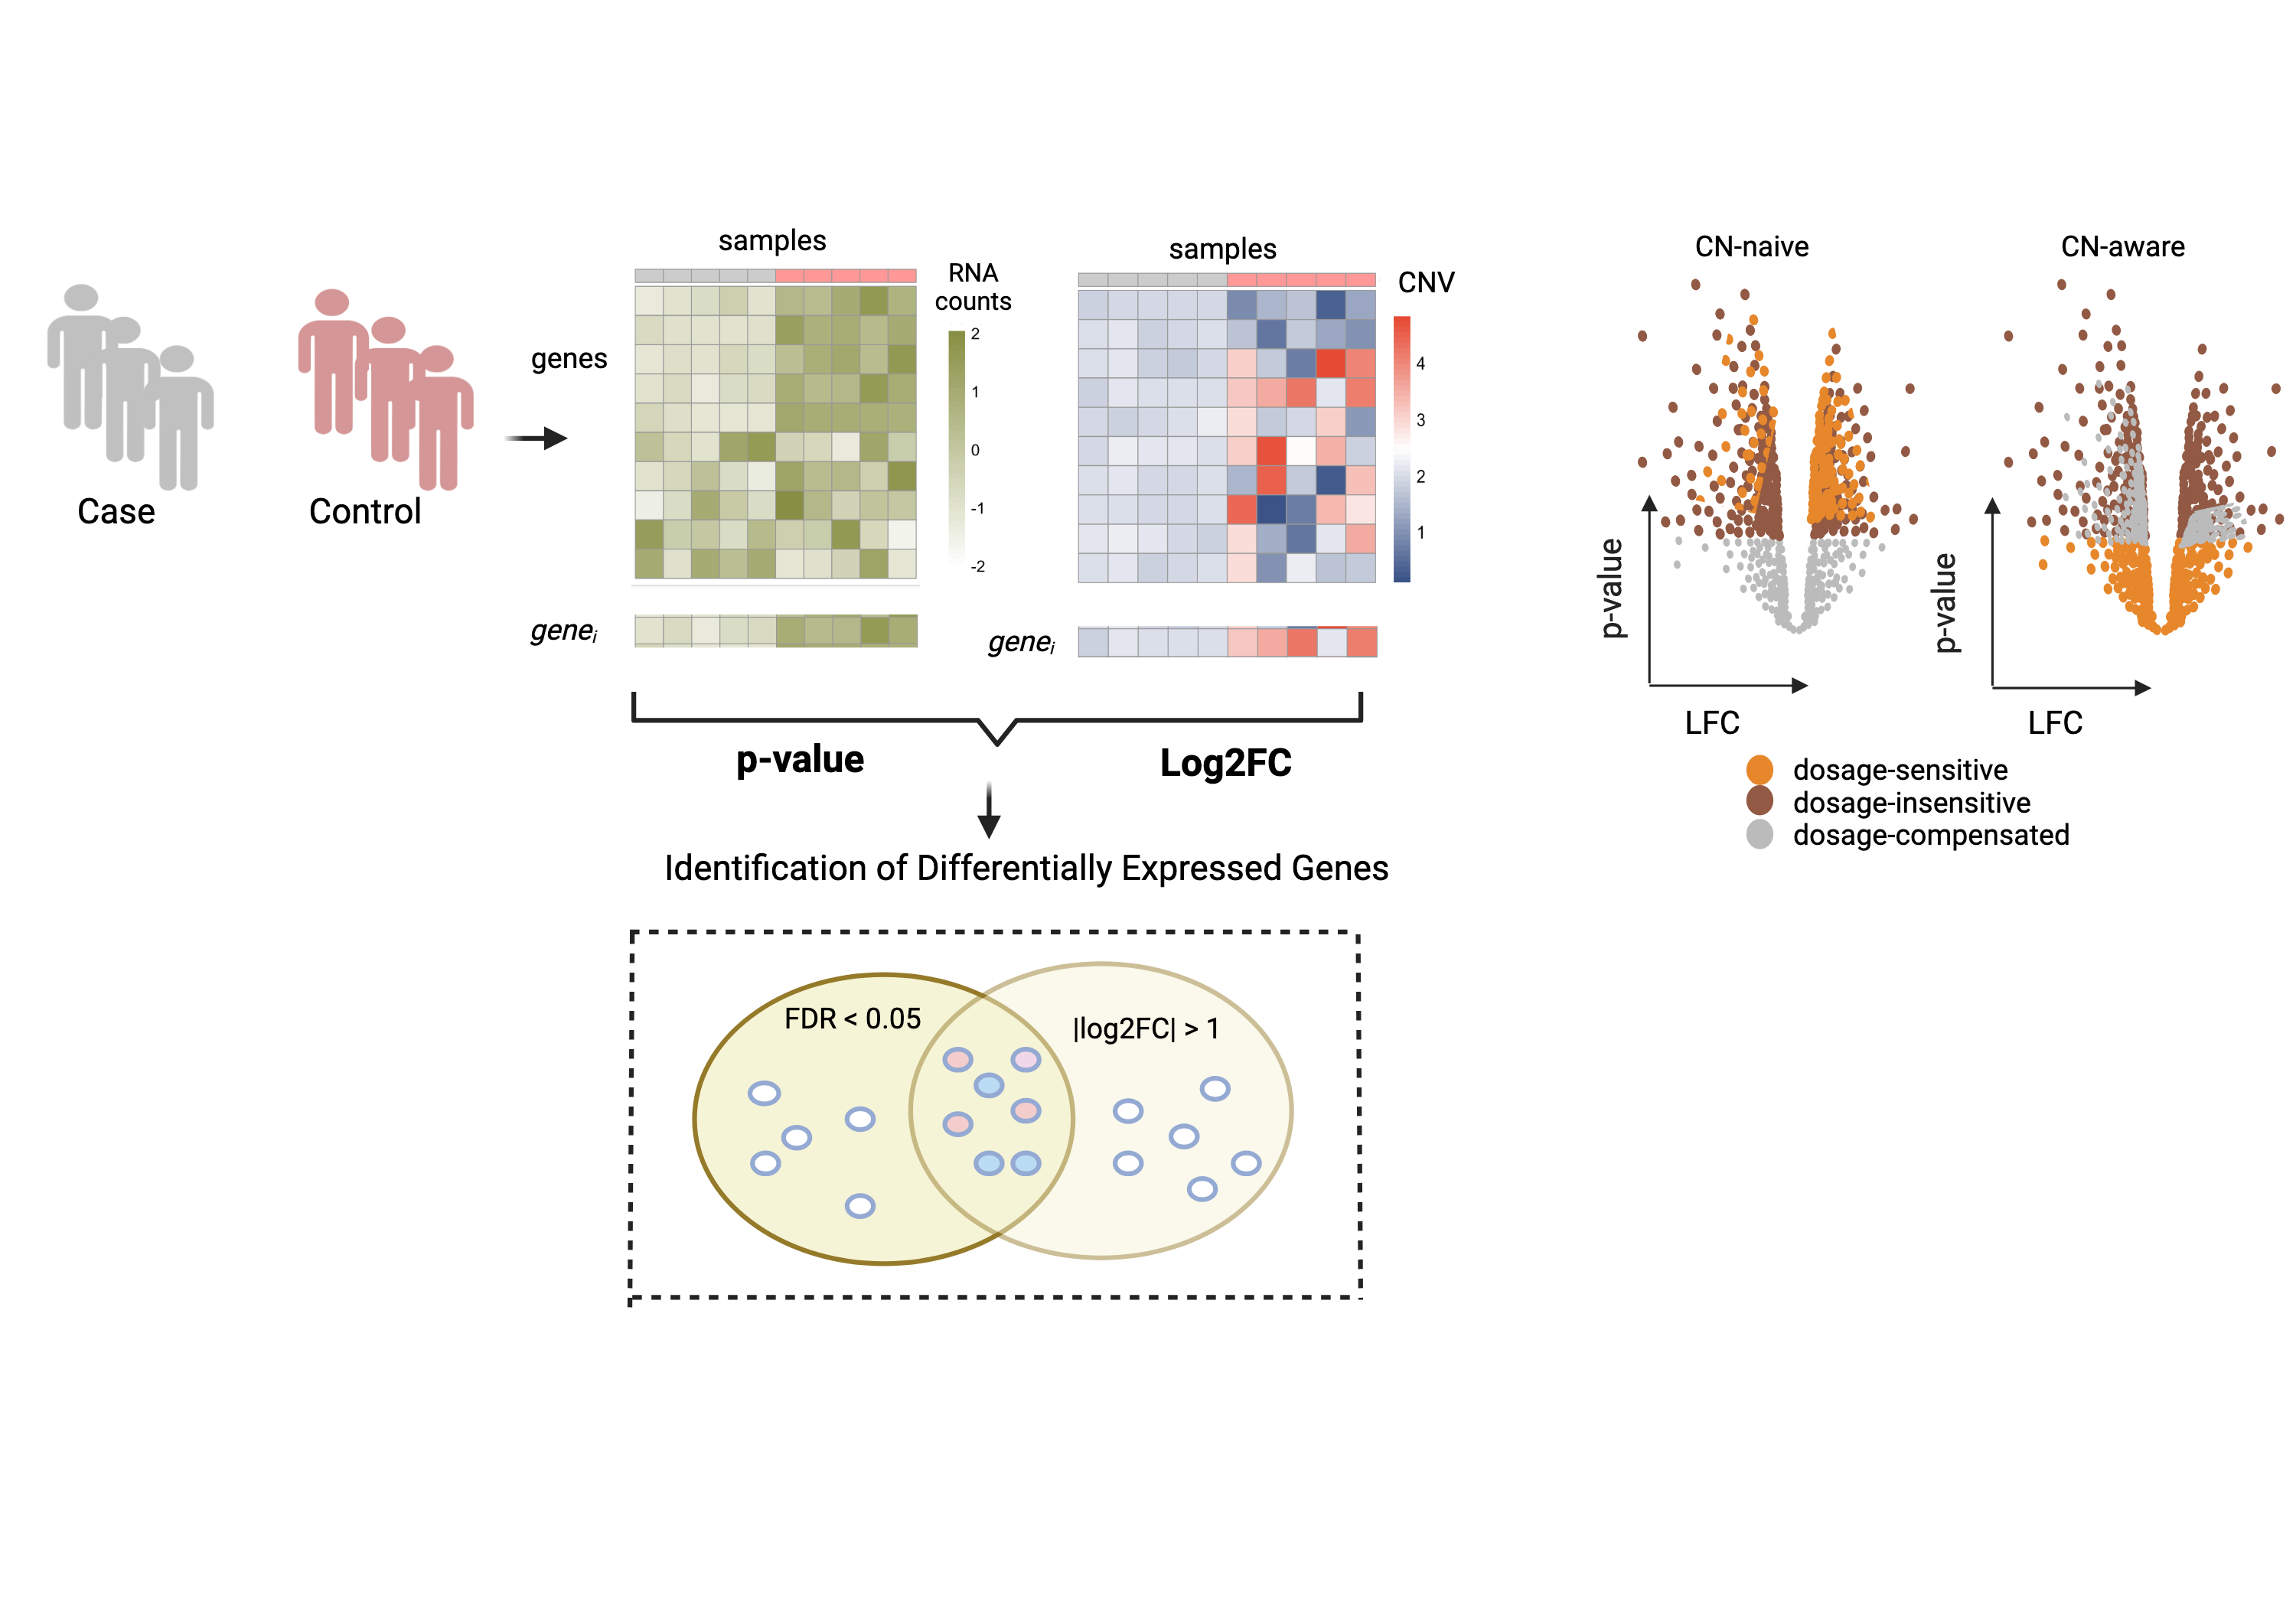 Case
Control
samples
genes
RNA
counts
2
1
0
-1
-2
samples
CNV
4
3
2
1
gene i
gene i
p-value
Log2FC
Identification of Differentially Expressed Genes
FDR < 0.05
|log2FC| > 1
CN-naive
p-value
LFC
CN-aware
p-value
LFC
dosage-sensitive
dosage-insensitive
dosage-compensated